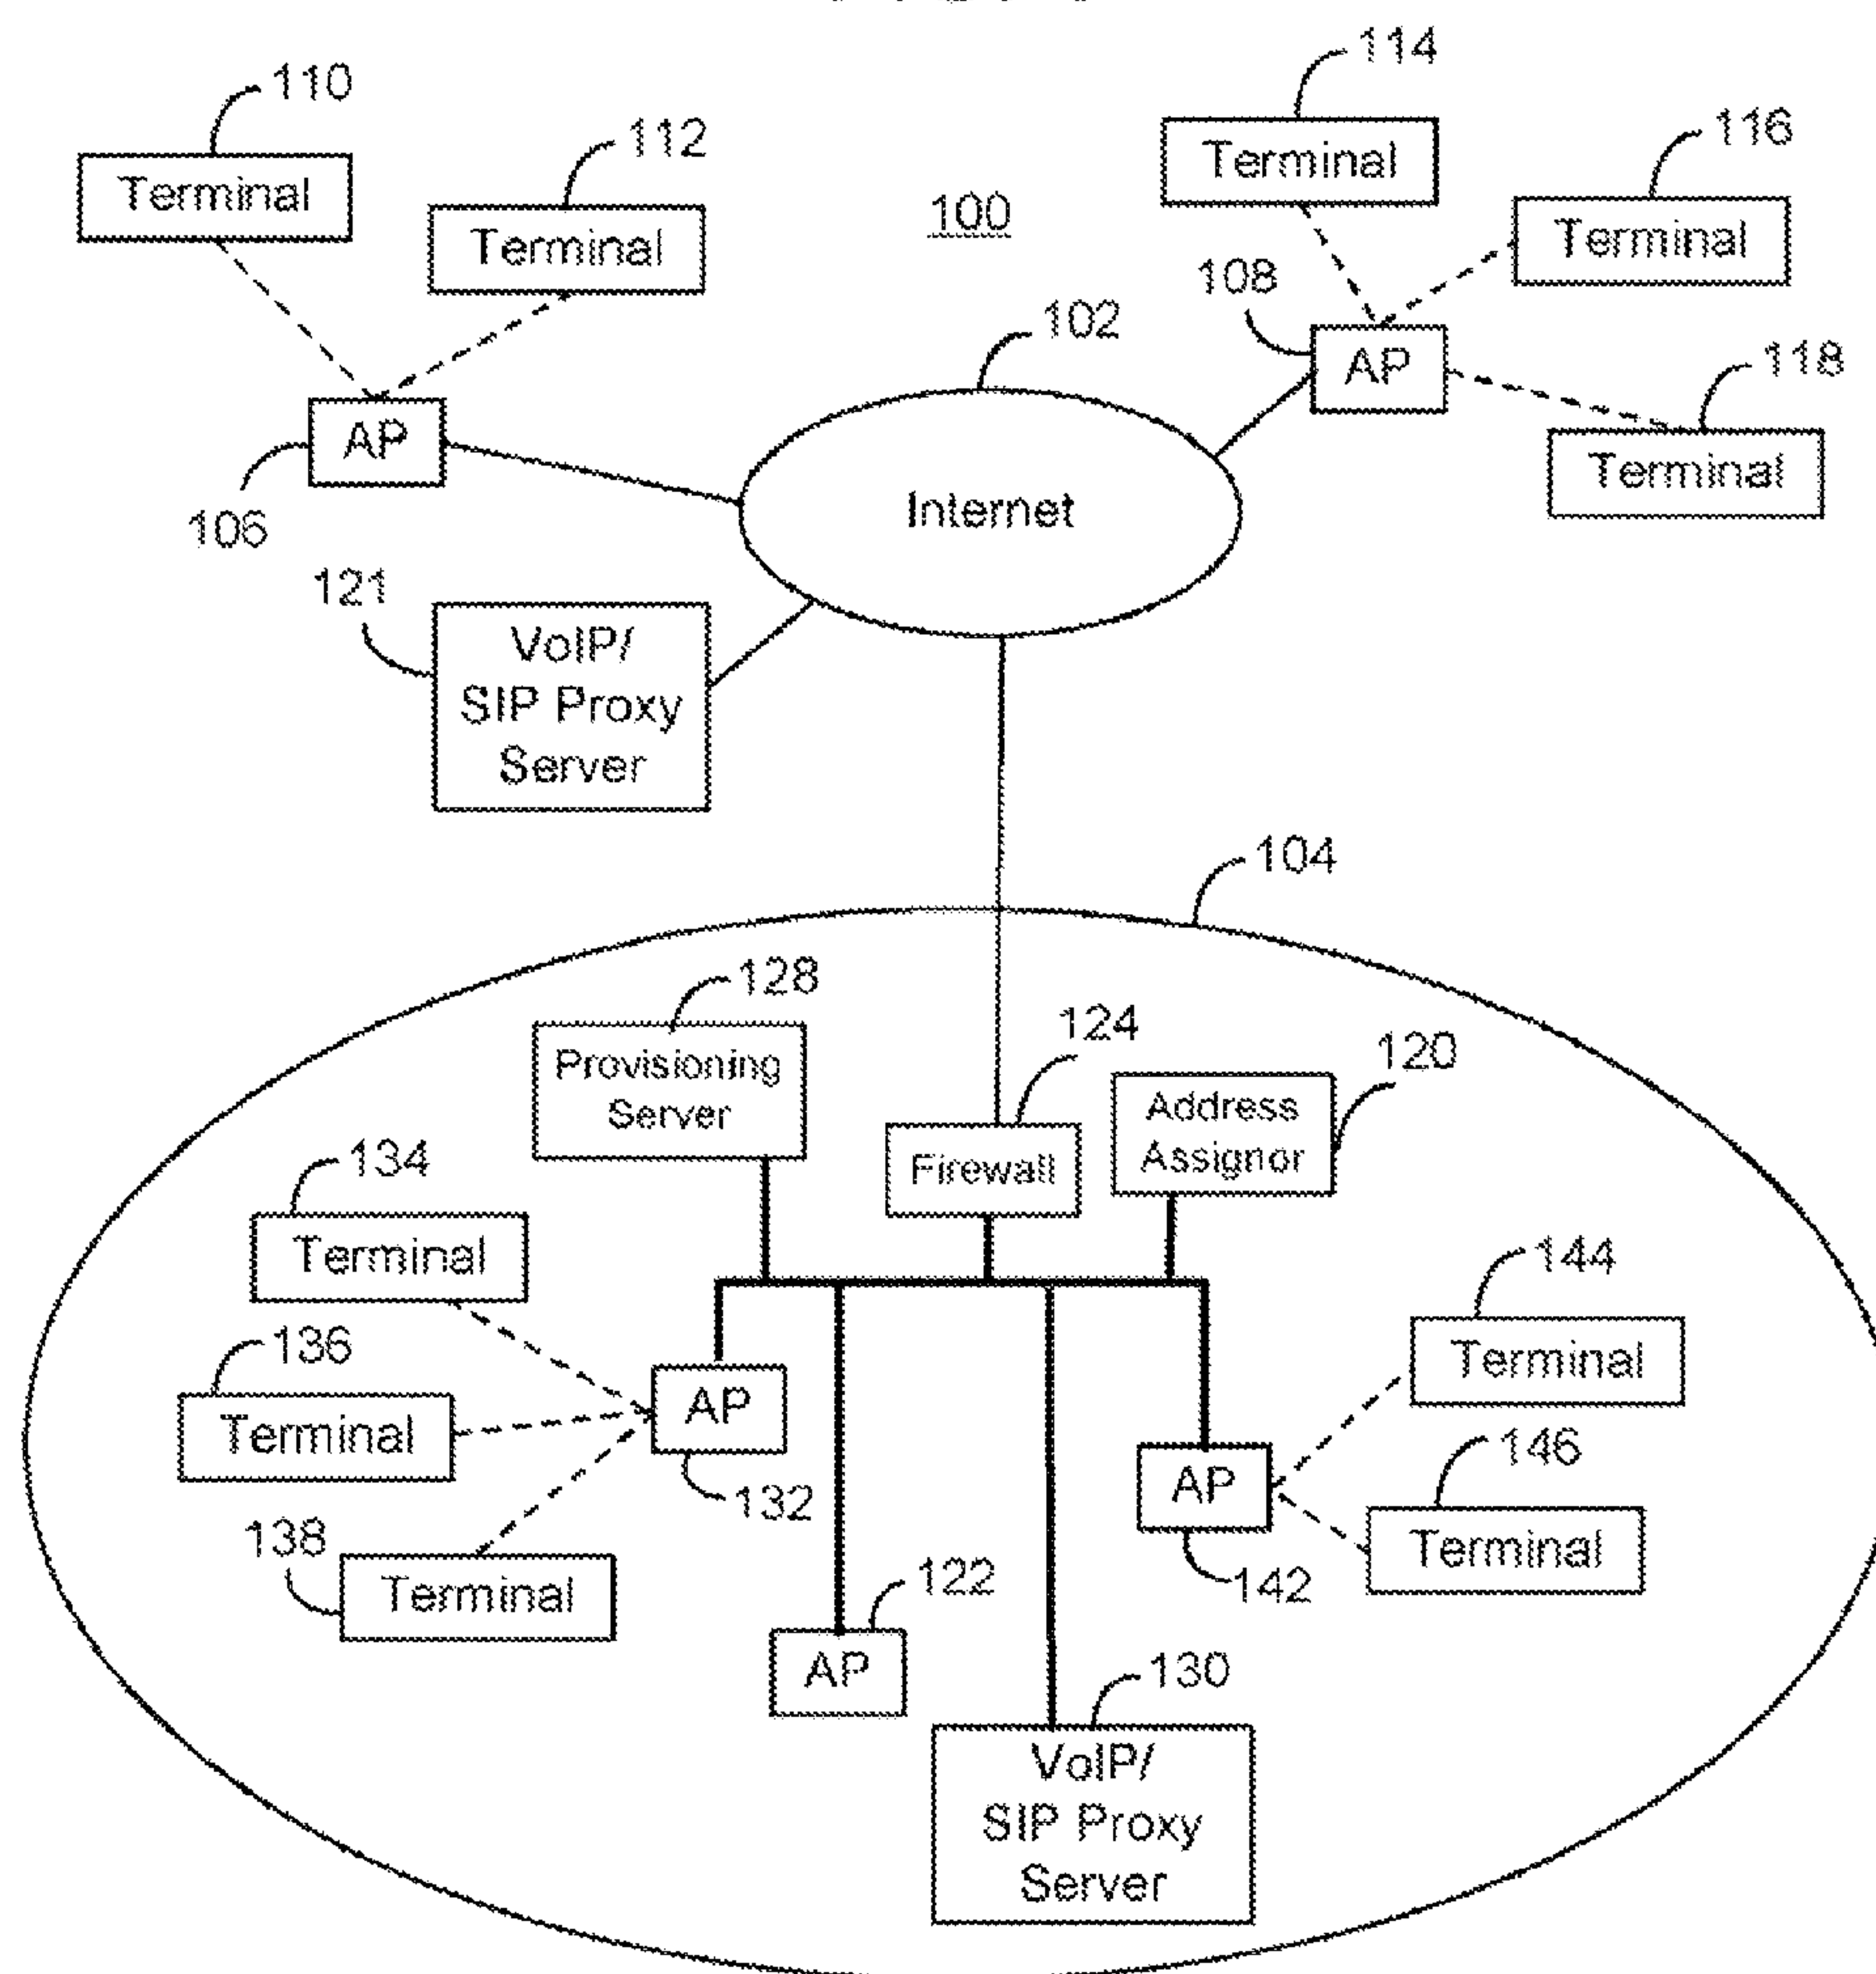 114
110
112
116
Terminal
Terminal
100
Terminal
Terminal
108
102
AP
118
AP
Terminal
Internet
106
121
VoIP/
SIP Proxy
Server
104
128
124
120
Provisioning
Server
Address
Assignor
134
Firewall
Terminal
144
136
Terminal
AP
Terminal
146
132
AP
138
Terminal
Terminal
122
142
AP
130
VoIP/
SIP Proxy
Server